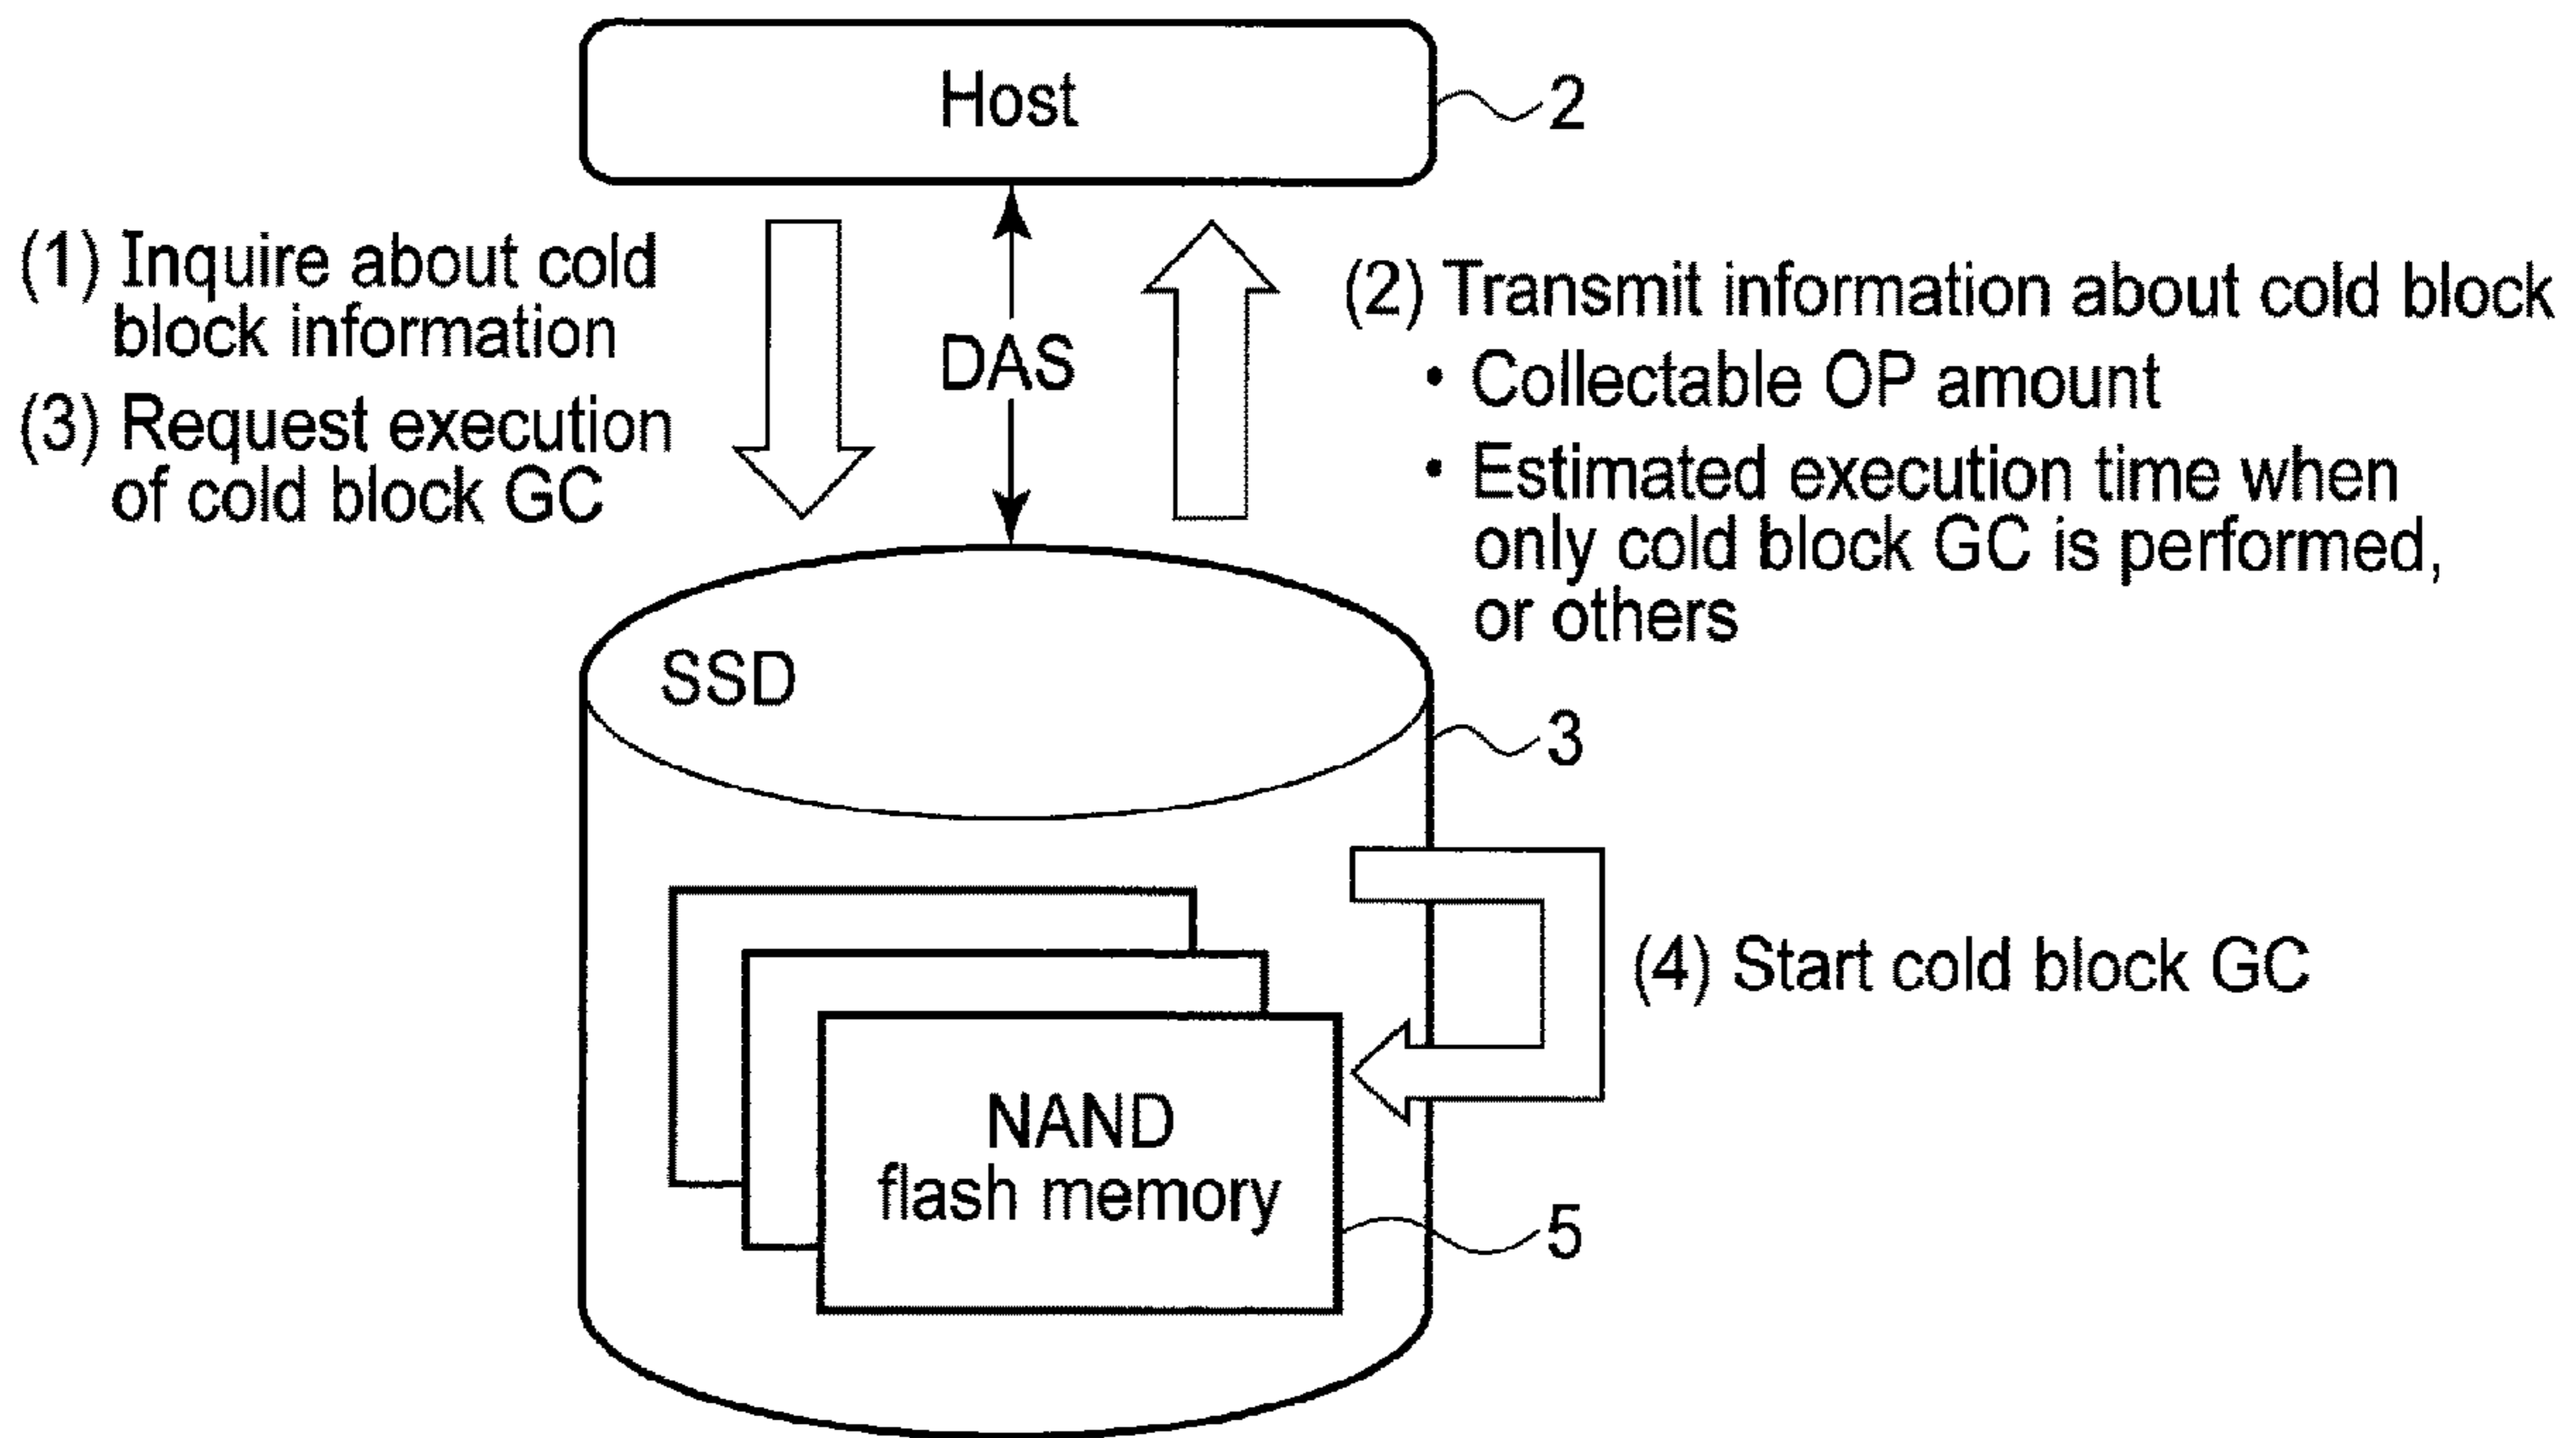 Host
2
(1) Inquire about cold
block information
(3) Request execution
of cold block GC
DAS
(2) Transmit information about cold block
• Collectable OP amount
• Estimated execution time when
only cold block GC is performed,
or others
SSD
3
(4) Start cold block GC
NAND
flash memory
5